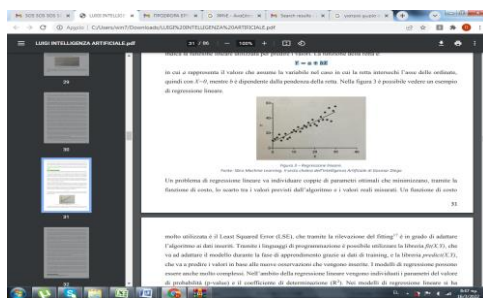 LUIGI INTELLIGENZA ARTIFICIALE.pdf
31 / 96
100%
29
30
31
Y = a + bX
in cui a rappresenta il valore che assume la variabile nel caso in cui la retta intersechi l'asse delle ordinate,
quindi con X=0, mentre b è dipendente dalla pendenza della retta. Nella figura 3 è possibile vedere un esempio
di regressione lineare.
Figura 3 – Regressione lineare
Un problema di regressione lineare va individuare coppie di parametri ottimali che minimizzano, tramite la
funzione di costo, lo scarto tra i valori previsti dall'algoritmo e i valori reali misurati. Un funzione di costo
31
molto utilizzata è il Least Squared Error (LSE), che tramite la rilevazione del fitting è in grado di adattare
l'algoritmo ai dati inseriti. Tramite i linguaggi di programmazione è possibile utilizzare la libreria fit(X,Y), che
va ad adattare il modello durante la fase di apprendimento grazie ai dati di training, e la libreria predict(X,Y),
che va a predire i valori in base alle nuove osservazioni che vengono inserite. I modelli di regressione possono
essere anche molto complessi. Nell'ambito della regressione lineare vengono individuati i parametri del valore
di probabilità (p-value) e il coefficiente di determinazione (R²). Nei modelli di regressione lineare si ha